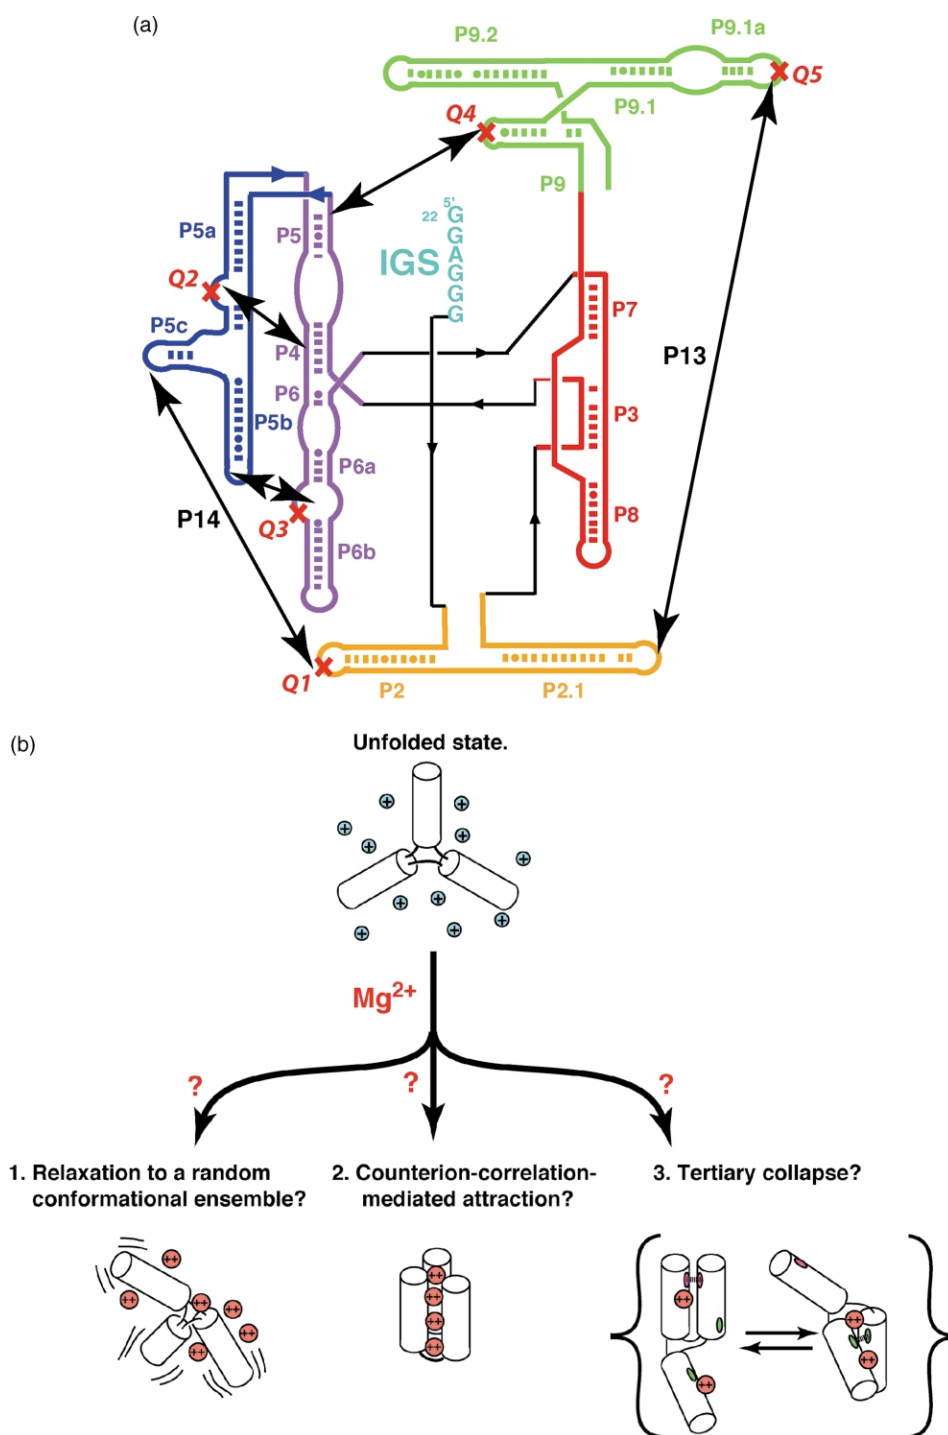 (a)
P9.2
P9.1a
Q5
P9.1
Q4
P9
5'
22
G
G
A
G
G
G
IGS
P5a
P5
Q2
P5c
P4
P7
P13
P6
P3
P5b
P6a
P14
Q3
P8
P6b
Q1
P2
P2.1
(b)
Unfolded state.
+
+
+
+
+
+
+
+
+
+
+
Mg2+
?
?
?
1. Relaxation to a random
conformational ensemble?
2. Counterion-correlation-
mediated attraction?
3. Tertiary collapse?
++
++
++
++
++
++
++
++
++
++
++
++
++
++